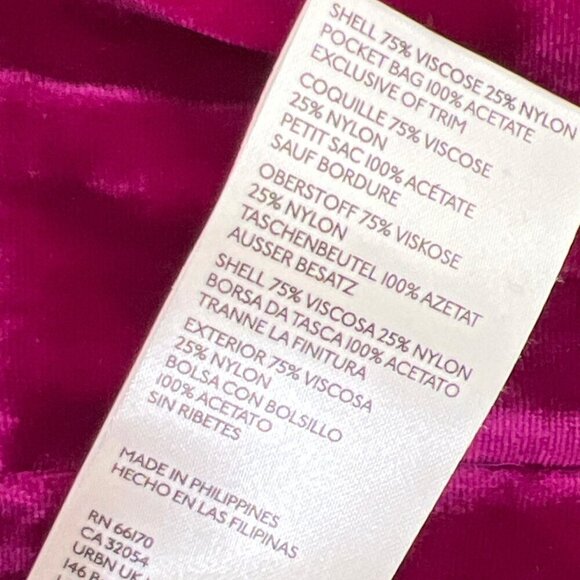 SHELL 75% VISCOSE 25% NYLON
POCKET BAG 100% ACETATE
EXCLUSIVE OF TRIM
COQUILLE 75% VISCOSE
25% NYLON
PETIT SAC 100% ACÉTATE
SAUF BORDURE
OBERSTOFF 75% VISKOSE
25% NYLON
TASCHENBEUTEL 100% AZETAT
AUSSER BESATZ
SHELL 75% VISCOSA 25% NYLON
BORSA DA TASCA 100% ACETATO
TRANNE LA FINITURA
EXTERIOR 75% VISCOSA
25% NYLON
BOLSA CON BOLSILLO
100% ACETATO
SIN RIBETES
MADE IN PHILIPPINES
HECHO EN LAS FILIPINAS
RN 66170
CA 32054
URBN UK
146 B